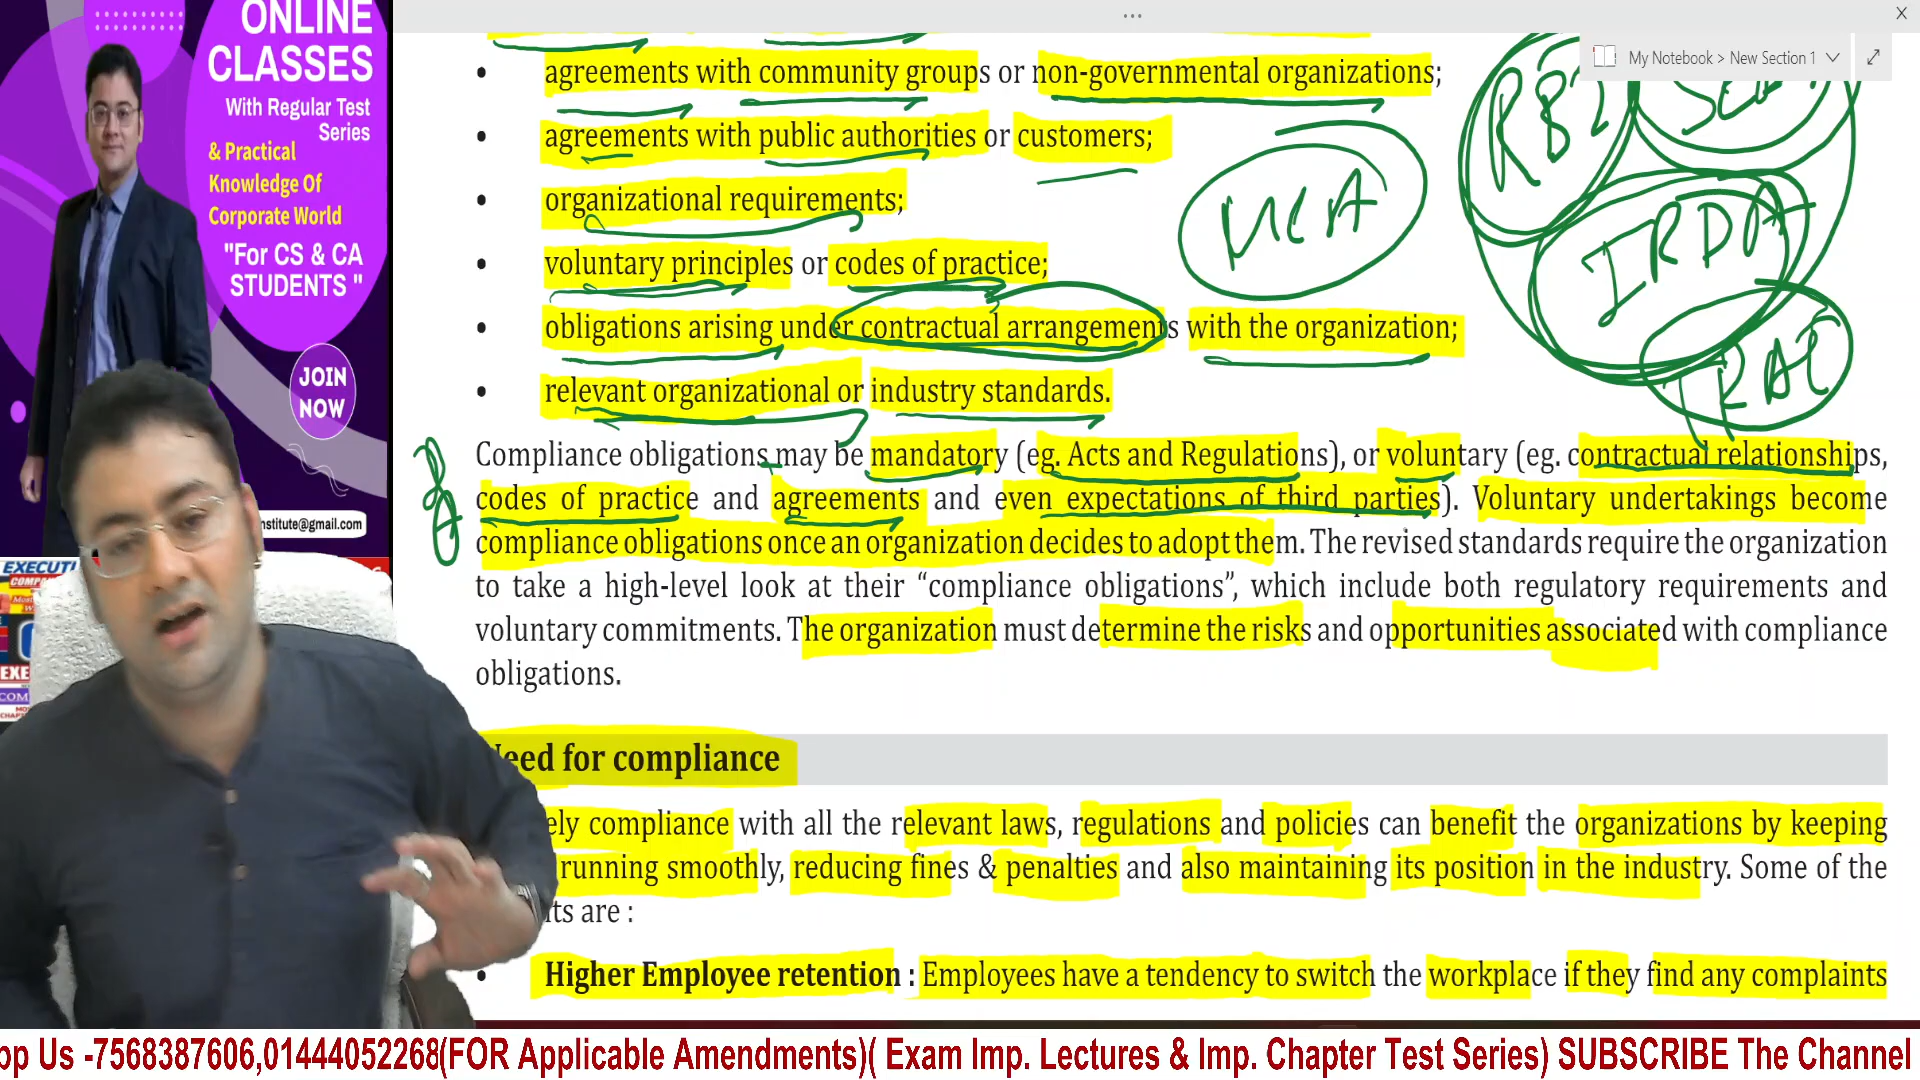 ONLINE
CLASSES
With Regular Test
Series
& Practical
Knowledge Of
Corporate World
"For CS & CA
STUDENTS "
JOIN
NOW
nstitute@gmail.com
EXECUTI
My Notebook > New Section 1
agreements with community groups or non-governmental organizations;
agreements with public authorities or customers;
organizational requirements;
voluntary principles or codes of practice;
obligations arising under contractual arrangements with the organization;
relevant organizational or industry standards.
MCA
RBI
IRDA
Compliance obligations may be mandatory (eg. Acts and Regulations), or voluntary (eg. contractual relationships,
codes of practice and agreements and even expectations of third parties). Voluntary undertakings become
compliance obligations once an organization decides to adopt them. The revised standards require the organization
to take a high-level look at their “compliance obligations”, which include both regulatory requirements and
voluntary commitments. The organization must determine the risks and opportunities associated with compliance
obligations.
eed for compliance
ely compliance with all the relevant laws, regulations and policies can benefit the organizations by keeping
running smoothly, reducing fines & penalties and also maintaining its position in the industry. Some of the
ts are :
Higher Employee retention : Employees have a tendency to switch the workplace if they find any complaints
pp Us -7568387606,01444052268(FOR Applicable Amendments)( Exam Imp. Lectures & Imp. Chapter Test Series) SUBSCRIBE The Channel